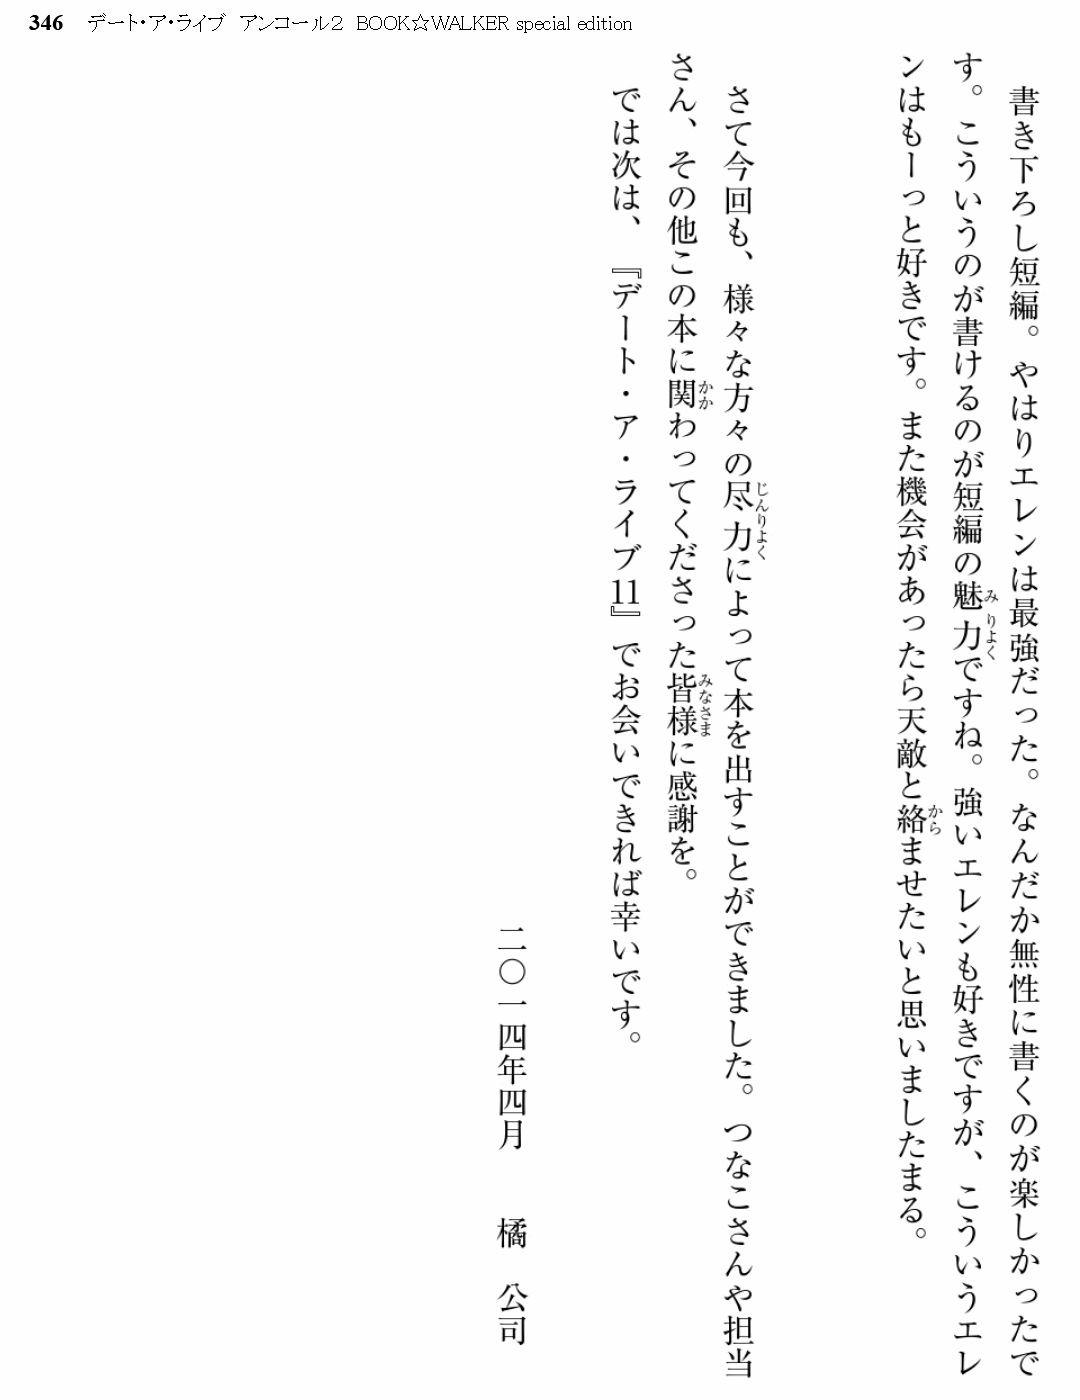 346 デート・ア・ライブ アンコール2 BOOK☆WALKER special edition
書き下ろし短編。やはりエレンは最強だった。なんだか無性に書くのが楽しかったで
す。こういうのが書けるのが短編の魅力ですね。強いエレンも好きですが、こういうエレ
ンはもーっと好きです。また機会があったら天敵と絡ませたいと思いましたまる。
さて今回も、様々な方々の尽力によって本を出すことができました。つなこさんや担当
さん、その他この本に関わってくださった皆様に感謝を。
では次は、『デート・ア・ライブ11』でお会いできれば幸いです。
二〇一四年四月 橘 公司